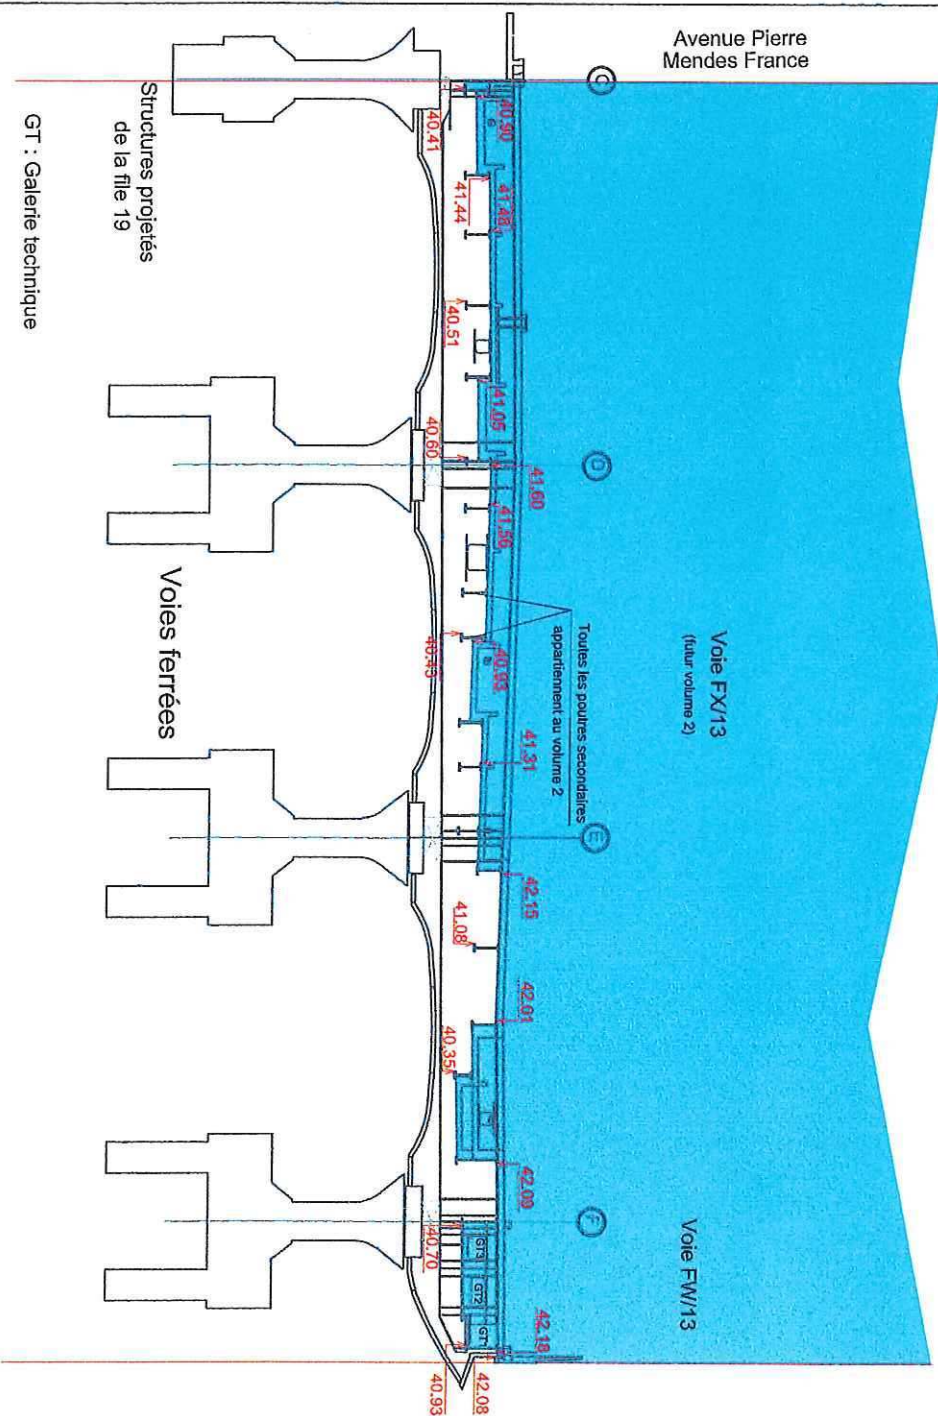 Avenue Pierre
Mendes France
C
40.90
40.41
Structures projetés
de la file 19
GT : Galerie technique
41.48
41.44
40.51
41.05
40.60
D
41.60
41.56
Voies ferrées
Toutes les poutres secondaires
appartiennent au volume 2
Voie FX/13
(futur volume 2)
40.93
40.43
41.31
E
42.15
41.08
42.01
40.35
42.09
F
Voie FW/13
40.70
GT3
GT2
42.18
42.08
40.93